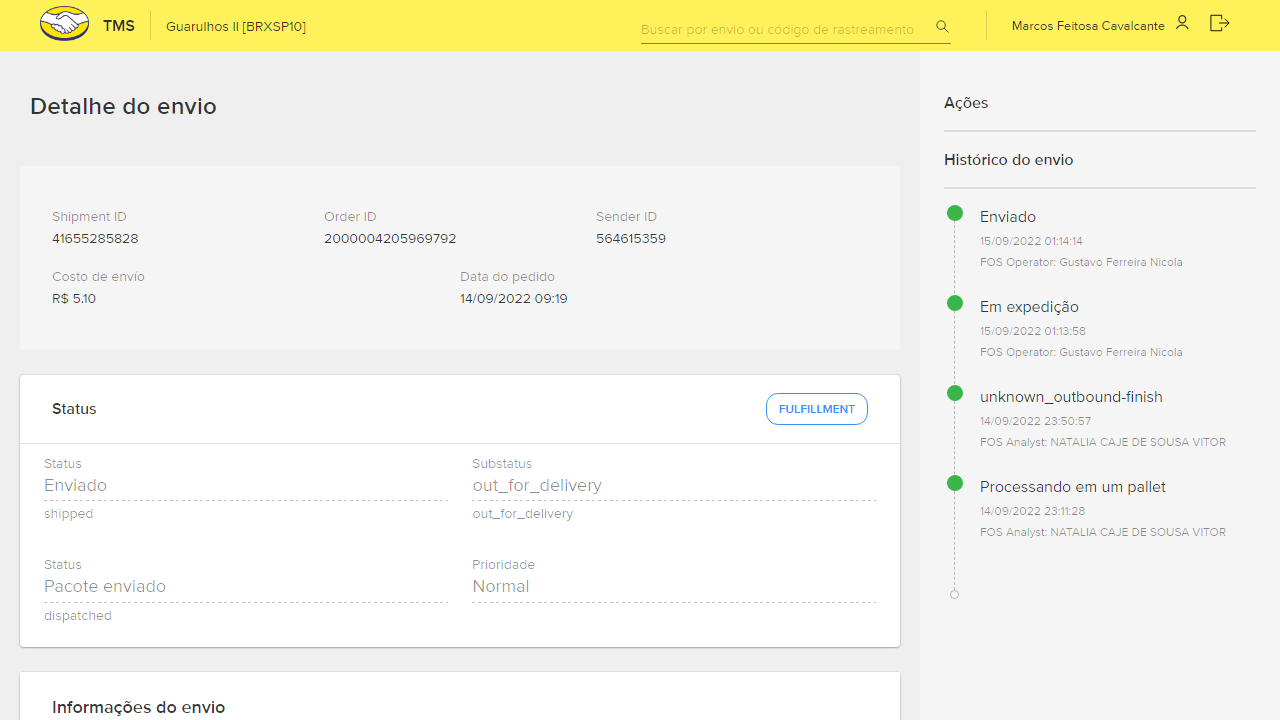 TMS
Guarulhos II [BRXSP10]
Buscar por envio ou código de rastreamento
Marcos Feitosa Cavalcante
Detalhe do envio
Shipment ID
41655285828
Order ID
2000004205969792
Sender ID
564615359
Costo de envío
R$ 5.10
Data do pedido
14/09/2022 09:19
Status
FULFILLMENT
Status
Enviado
shipped
Substatus
out_for_delivery
out_for_delivery
Status
Pacote enviado
dispatched
Prioridade
Normal
Informações do envio
Ações
Histórico do envio
Enviado
15/09/2022 01:14:14
FOS Operator: Gustavo Ferreira Nicola
Em expedição
15/09/2022 01:13:58
FOS Operator: Gustavo Ferreira Nicola
unknown_outbound-finish
14/09/2022 23:50:57
FOS Analyst: NATALIA CAJE DE SOUSA VITOR
Processando em um pallet
14/09/2022 23:11:28
FOS Analyst: NATALIA CAJE DE SOUSA VITOR